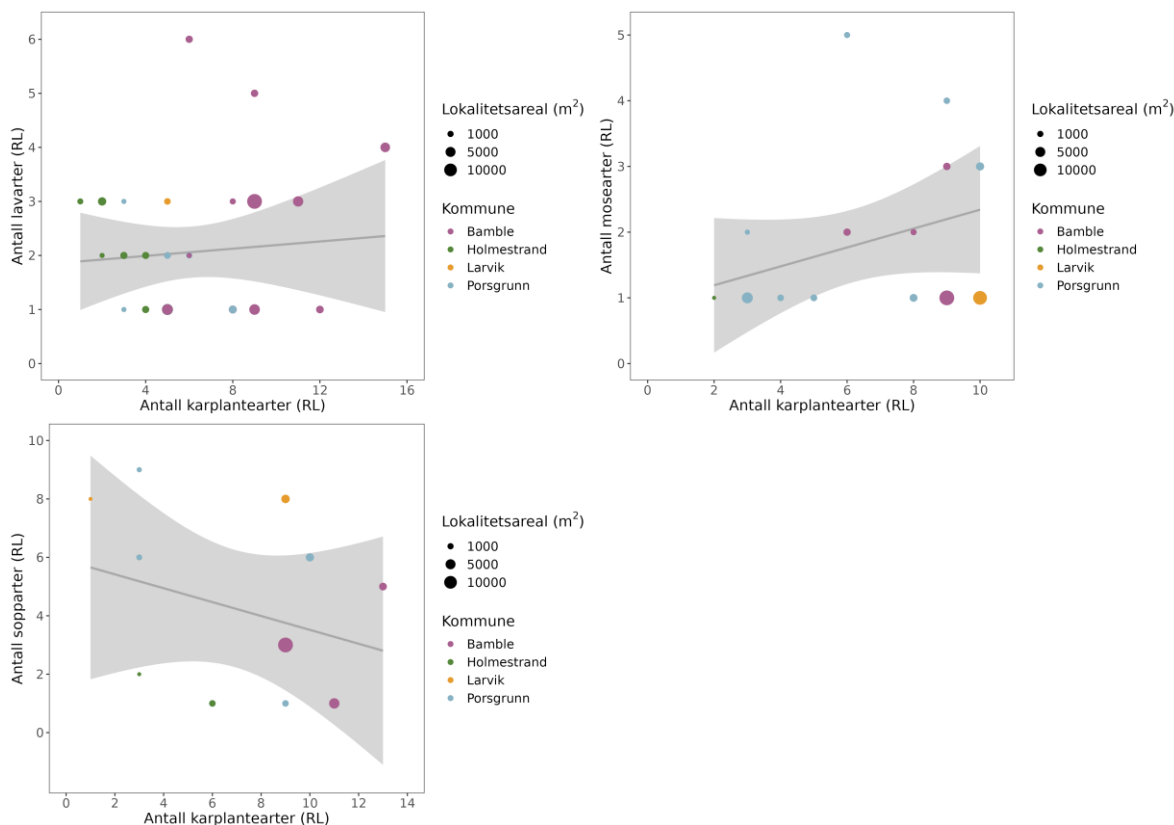 6
5
4
3
2
1
0
Antall lavarter (RL)
0 4 8 12 16
Antall karplantearter (RL)
Lokalitetsareal (m²)
1000
5000
10000
Kommune
Bamble
Holmestrand
Larvik
Porsgrunn
5
4
3
2
1
0
Antall mosearter (RL)
0 2 4 6 8 10
Antall karplantearter (RL)
Lokalitetsareal (m²)
1000
5000
10000
Kommune
Bamble
Holmestrand
Larvik
Porsgrunn
10
8
6
4
2
0
Antall sopparter (RL)
0 2 4 6 8 10 12 14
Antall karplantearter (RL)
Lokalitetsareal (m²)
1000
5000
10000
Kommune
Bamble
Holmestrand
Larvik
Porsgrunn